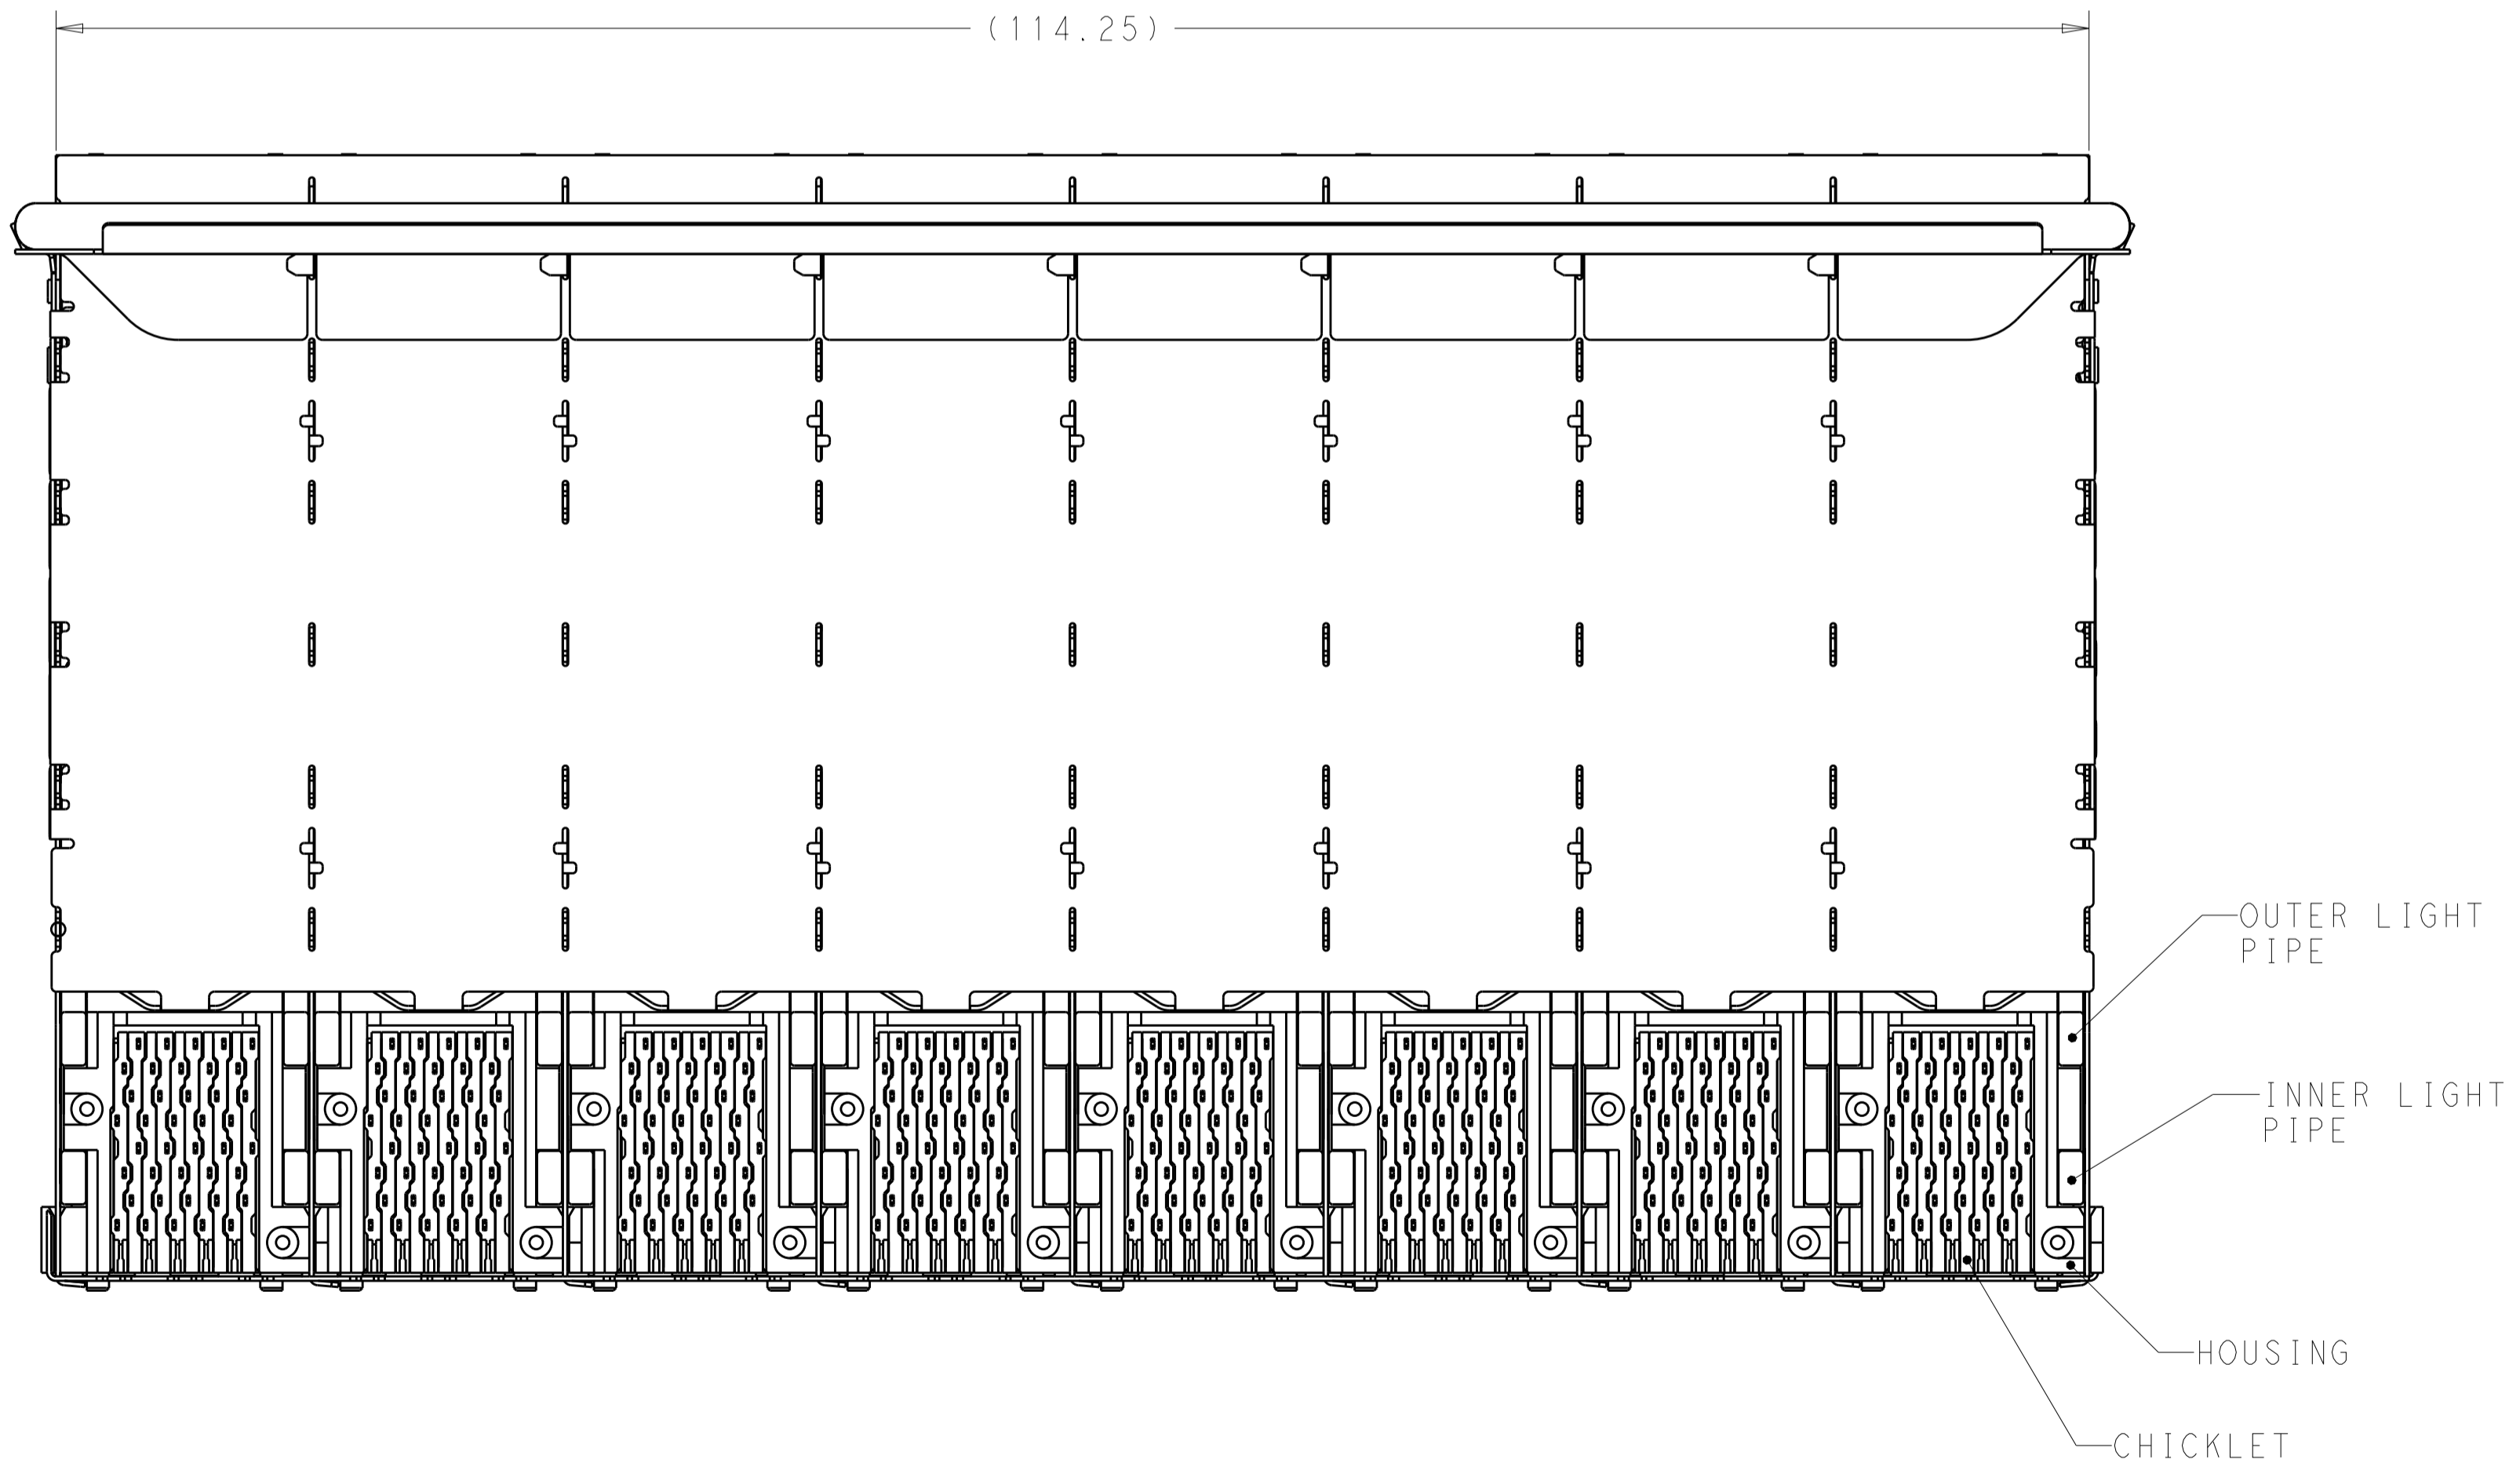 (114.25)
OUTER LIGHT
PIPE
INNER LIGHT
PIPE
HOUSING
CHICKLET